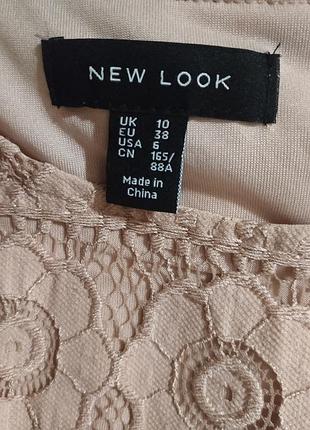 NEW LOOK
UK 10
EU 38
USA 6
CN 165/
88A
Made in
China